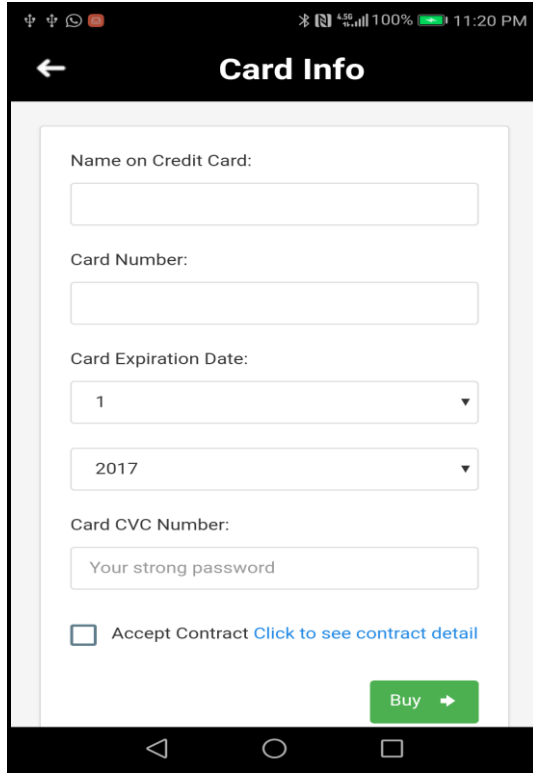 100% 11:20 PM
Card Info
Name on Credit Card:
Card Number:
Card Expiration Date:
1
2017
Card CVC Number:
Your strong password
Accept Contract Click to see contract detail
Buy